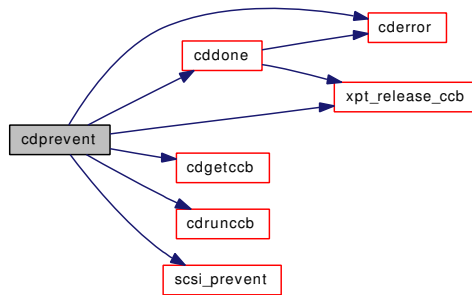 cderror
cddone
xpt_release_ccb
cdprevent
cdgetccb
cdrunccb
scsi_prevent